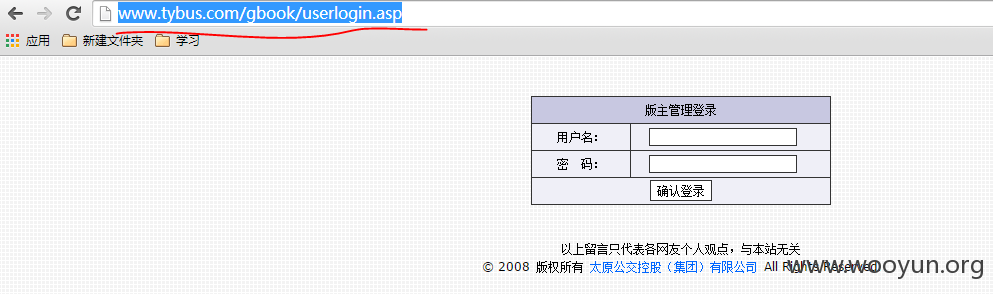 www.tybus.com/gbook/userlogin.asp
应用 新建文件夹 学习
版主管理登录
用户名：
密 码：
确认登录
以上留言只代表各网友个人观点，与本站无关
© 2008 版权所有 太原公交控股（集团）有限公司 All Rights Reserved
www.wooyun.org